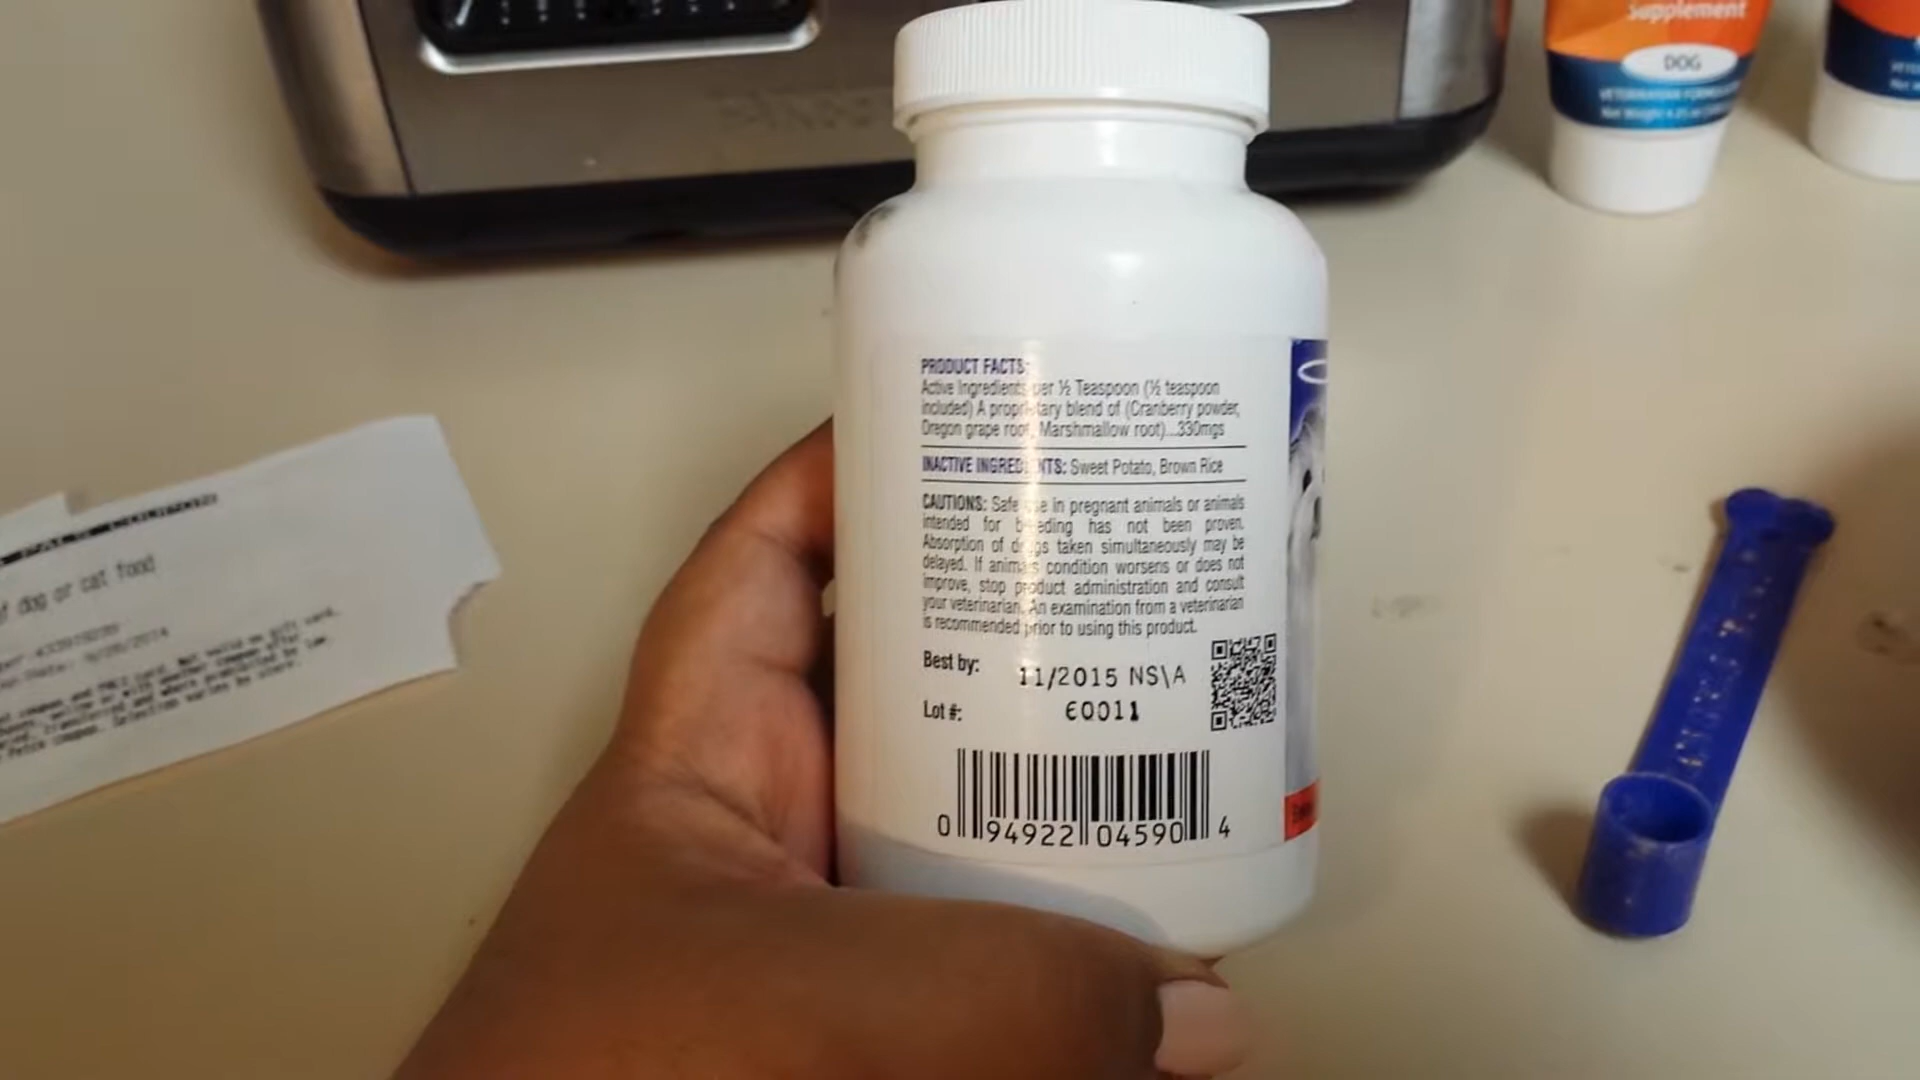 Supplement
DOG
VETERINARIAN FORMULA
Net Weight
PRODUCT FACTS:
Active Ingredients per ½ Teaspoon (½ teaspoon
included) A proprietary blend of (Cranberry powder,
Oregon grape root, Marshmallow root)...330mgs
INACTIVE INGREDIENTS: Sweet Potato, Brown Rice
CAUTIONS: Safe use in pregnant animals or animals
intended for breeding has not been proven.
Absorption of drugs taken simultaneously may be
delayed. If animals condition worsens or does not
improve, stop product administration and consult
your veterinarian. An examination from a veterinarian
is recommended prior to using this product.
Best by: 11/2015 NS\A
Lot #: E0011
0 94922 04590 4
dog or cat food